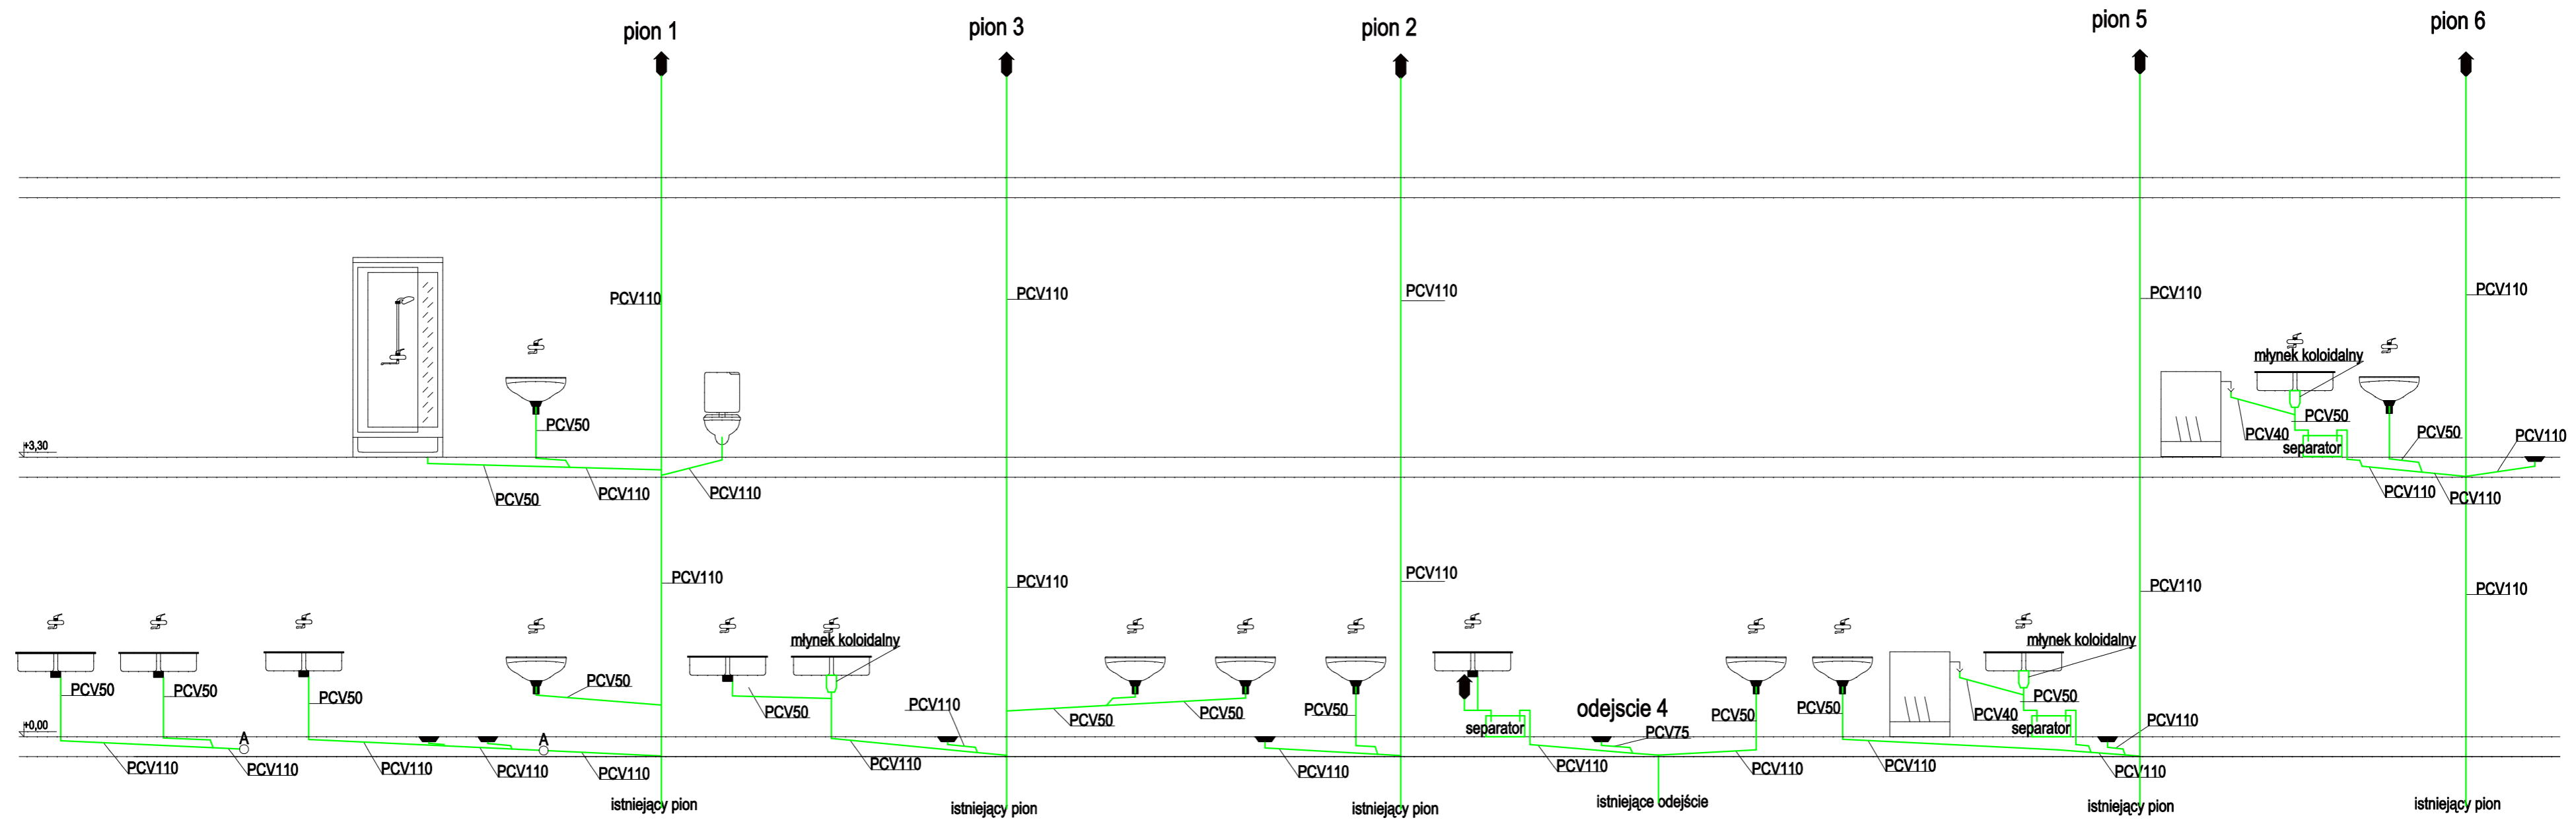 pion 1
pion 3
pion 2
pion 5
pion 6
PCV110
PCV110
PCV110
PCV110
PCV110
młynek koloidalny
PCV50
PCV50
PCV40
PCV50
PCV110
separator
+3,30
PCV50
PCV110
PCV110
PCV110
PCV110
PCV110
PCV110
PCV110
PCV110
PCV110
młynek koloidalny
młynek koloidalny
PCV50
PCV50
PCV50
PCV50
PCV50
PCV110
PCV50
PCV50
PCV50
odejscie 4
PCV50
PCV50
PCV40
PCV50
PCV110
+0,00
separator
PCV75
separator
A
A
PCV110
PCV110
PCV110
PCV110
PCV110
PCV110
PCV110
PCV110
PCV110
PCV110
PCV110
istniejący pion
istniejący pion
istniejący pion
istniejące odejście
istniejący pion
istniejący pion